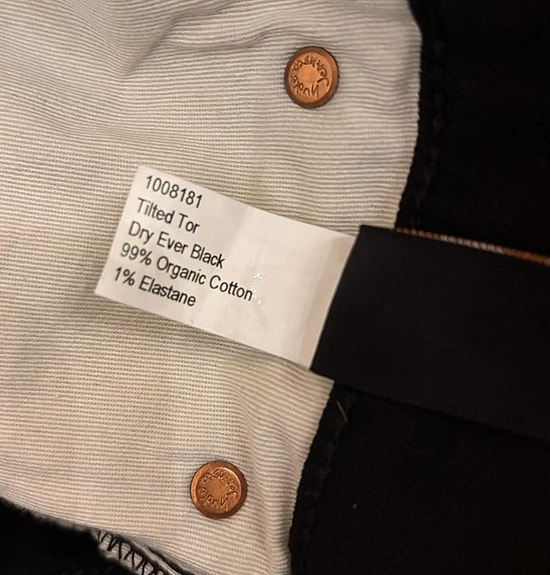 1008181
Tilted Tor
Dry Ever Black
99% Organic Cotton
1% Elastane